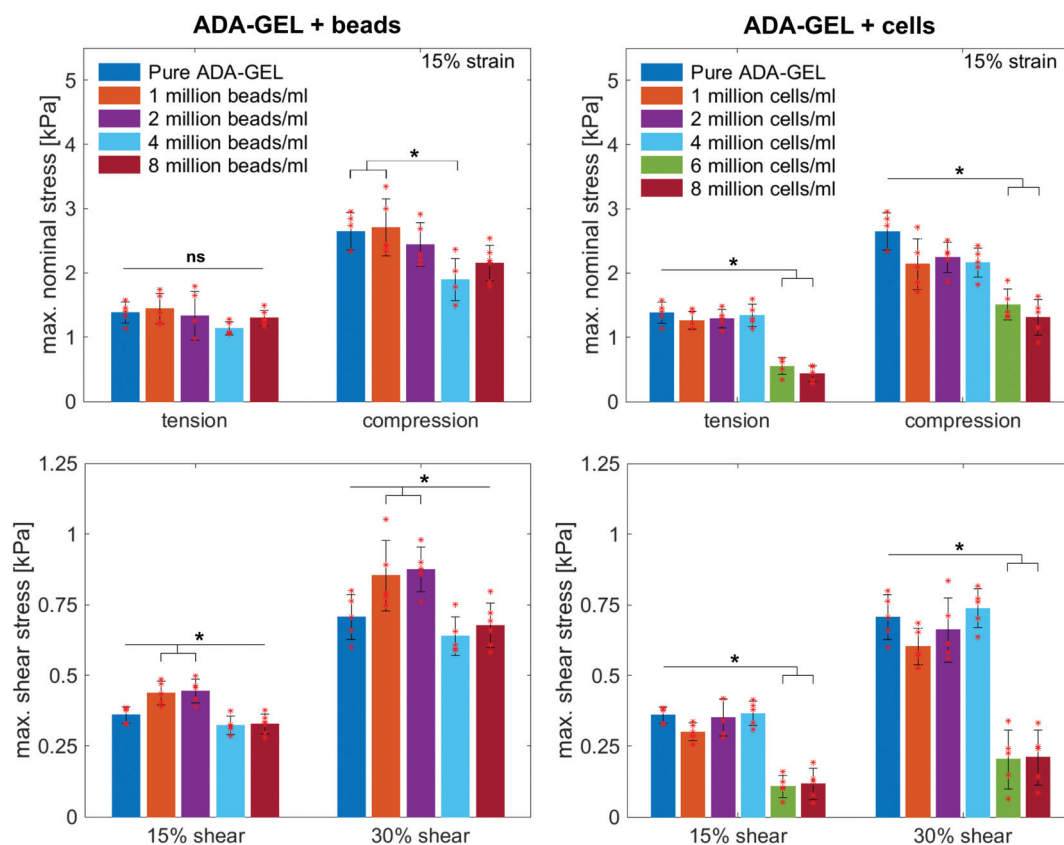 ADA-GEL + beads
15% strain
Pure ADA-GEL
1 million beads/ml
2 million beads/ml
4 million beads/ml
8 million beads/ml
max. nominal stress [kPa]
5
4
3
2
1
0
ns
*
tension
compression
ADA-GEL + cells
15% strain
Pure ADA-GEL
1 million cells/ml
2 million cells/ml
4 million cells/ml
6 million cells/ml
8 million cells/ml
max. nominal stress [kPa]
5
4
3
2
1
0
*
*
tension
compression
max. shear stress [kPa]
1.25
1
0.75
0.5
0.25
0
*
*
15% shear
30% shear
max. shear stress [kPa]
1.25
1
0.75
0.5
0.25
0
*
*
15% shear
30% shear